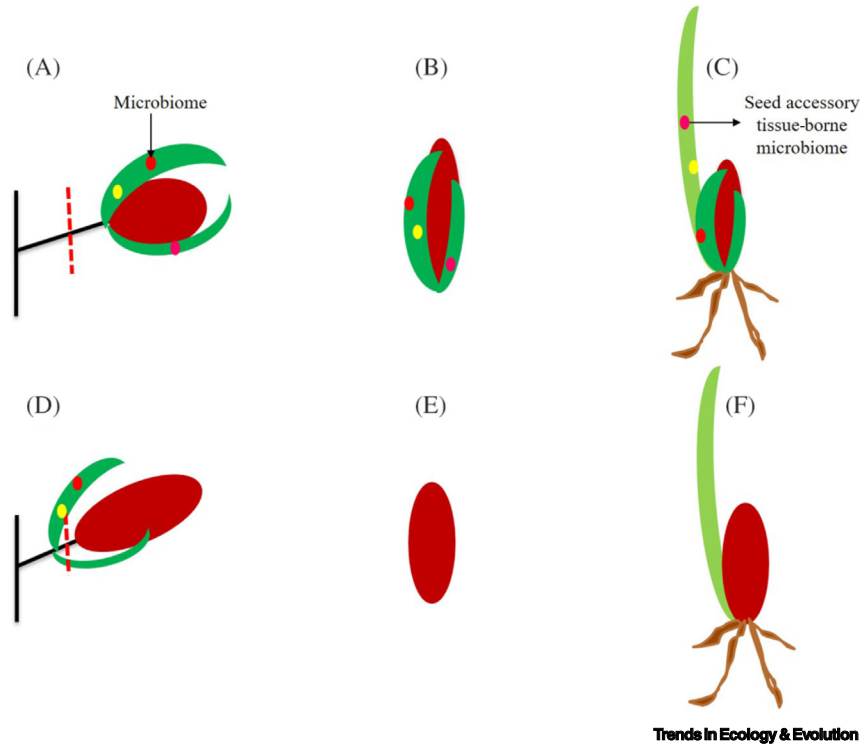 (A)
(B)
(C)
Microbiome
Seed accessory
tissue-borne
microbiome
(D)
(E)
(F)
Trends in Ecology & Evolution